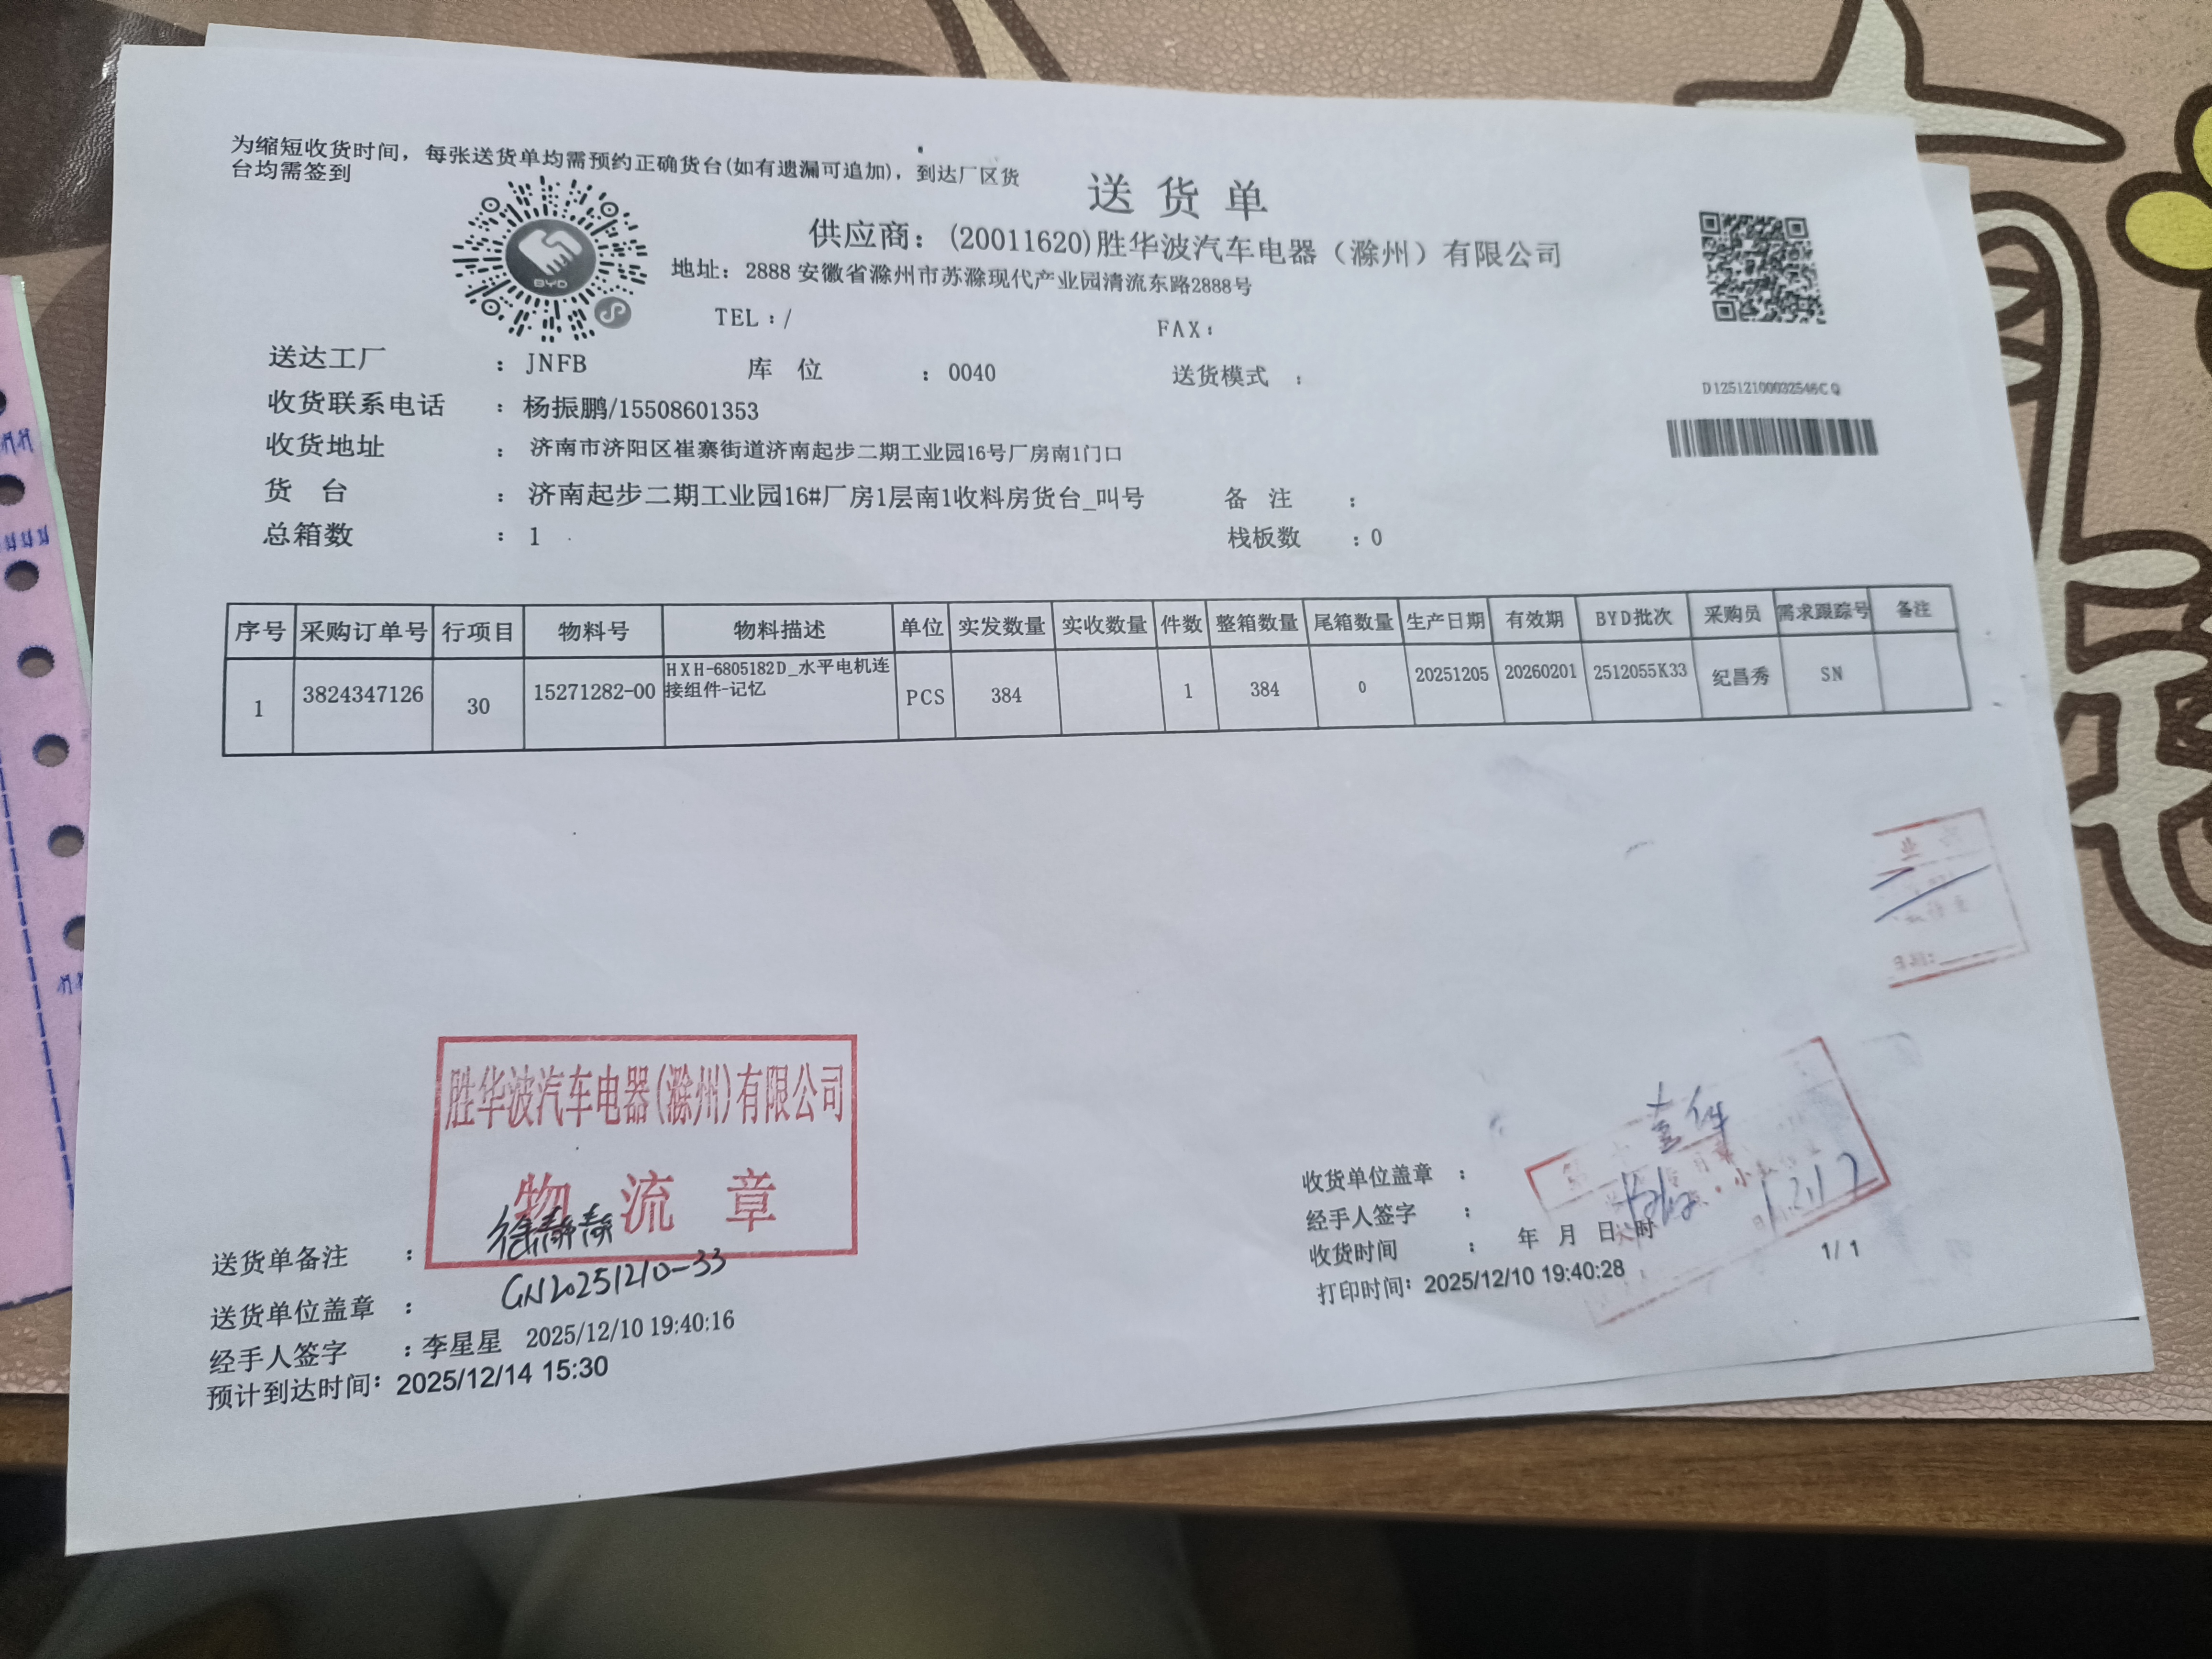 为缩短收货时间，每张送货单均需预约正确货台(如有遗漏可追加)，到达厂区货
台均需签到
送货单
供应商：(20011620)胜华波汽车电器（滁州）有限公司
BYD
地址：2888 安徽省滁州市苏滁现代产业园清流东路2888号
TEL：/ FAX：
送达工厂：JNFB 库 位：0040 送货模式：
D12512100032546CQ
收货联系电话：杨振鹏/15508601353
收货地址：济南市济阳区崔寨街道济南起步二期工业园16号厂房南1门口
货 台：济南起步二期工业园16#厂房1层南1收料房货台_叫号 备 注：
总箱数：1 栈板数：0
序号 采购订单号 行项目 物料号 物料描述 单位 实发数量 实收数量 件数 整箱数量 尾箱数量 生产日期 有效期 BYD批次 采购员 需求跟踪号 备注
1 3824347126 30 15271282-00 HXH-6805182D_水平电机连接组件-记忆 PCS 384 1 384 0 20251205 20260201 2512055K33 纪昌秀 SN
胜华波汽车电器(滁州)有限公司
物流章
徐静静
GN20251210-33
送货单备注：
送货单位盖章：
经手人签字：李星星 2025/12/10 19:40:16
预计到达时间：2025/12/14 15:30
壹件
12.12
收货单位盖章：
经手人签字：
收货时间：年 月 日 时
打印时间：2025/12/10 19:40:28
1/ 1